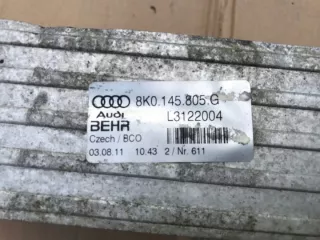 8K0.145.805.G
Audi L3122004
BEHR
Czech / BCO
03.08.11 10.43 2 / Nr. 611